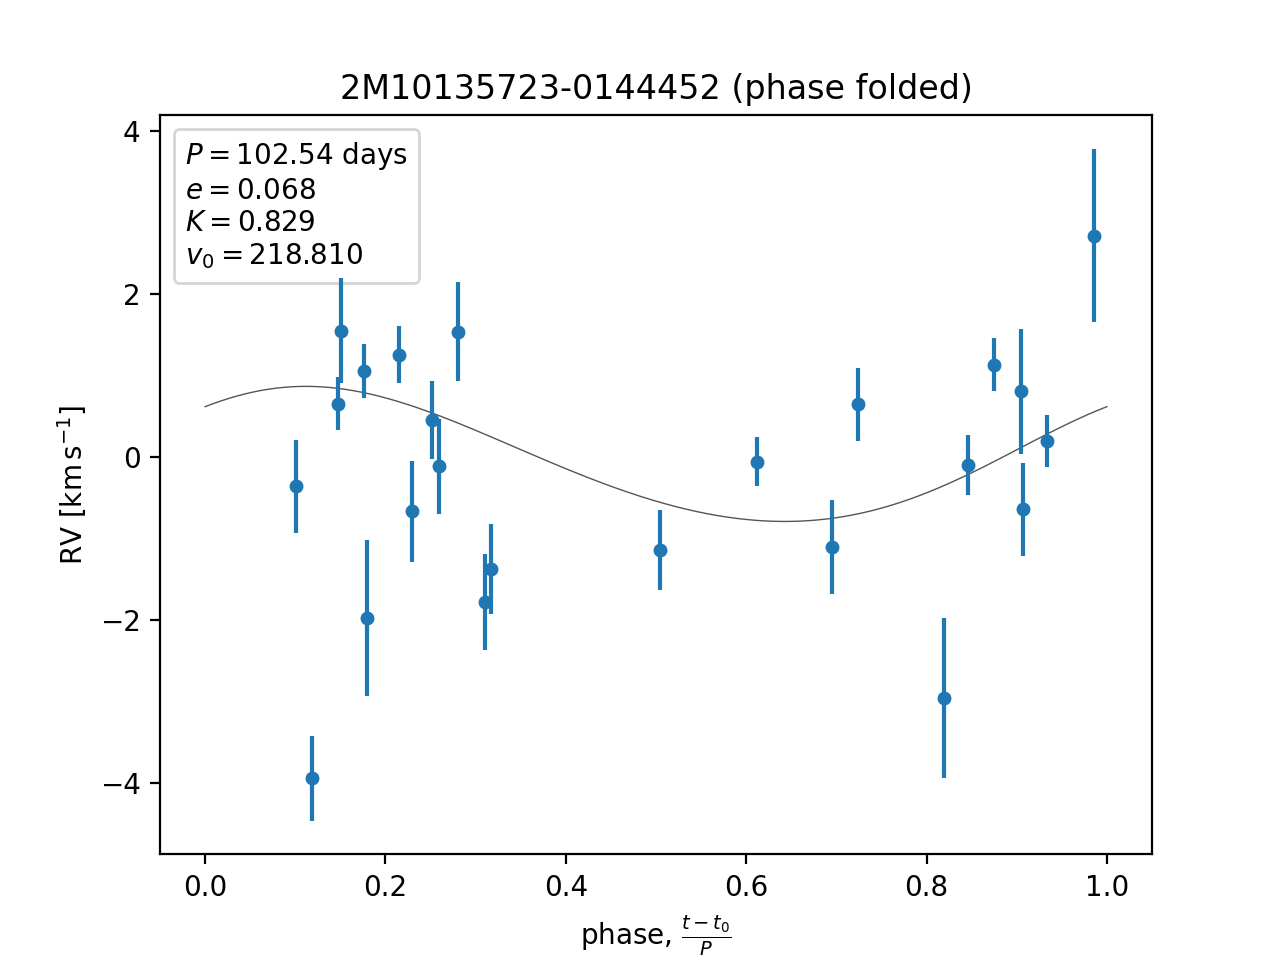 2M10135723-0144452 (phase folded)
P = 102.54 days
e = 0.068
K = 0.829
v₀ = 218.810
4
2
0
−2
−4
RV [km s⁻¹]
0.0 0.2 0.4 0.6 0.8 1.0
phase, (t − t₀)/P